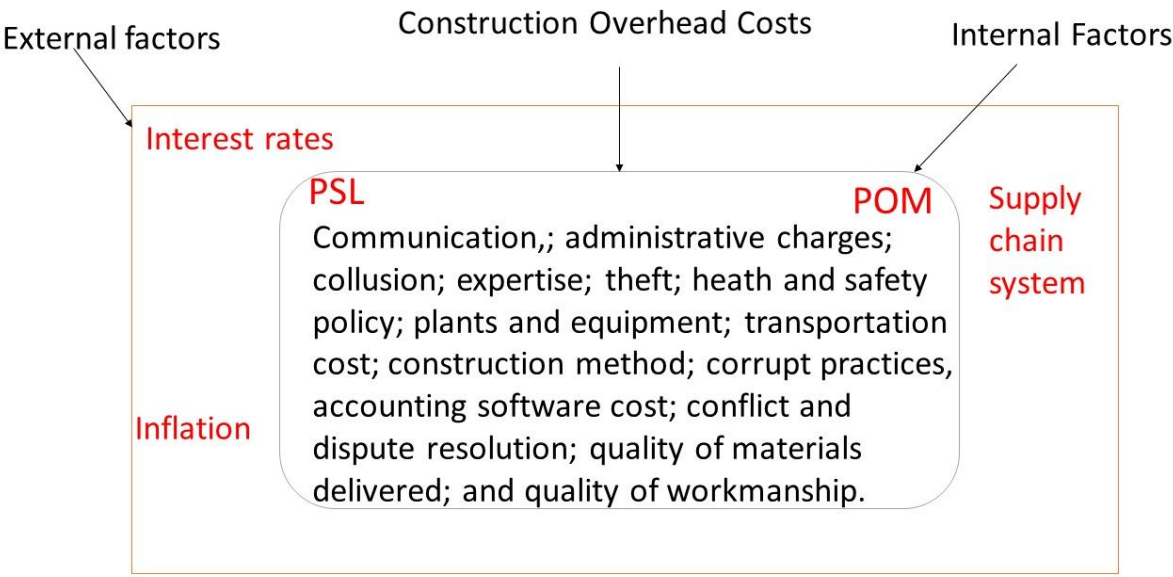 External factors
Construction Overhead Costs
Internal Factors
Interest rates
PSL
POM
Communication,; administrative charges;
collusion; expertise; theft; heath and safety
policy; plants and equipment; transportation
cost; construction method; corrupt practices,
accounting software cost; conflict and
dispute resolution; quality of materials
delivered; and quality of workmanship.
Supply
chain
system
Inflation